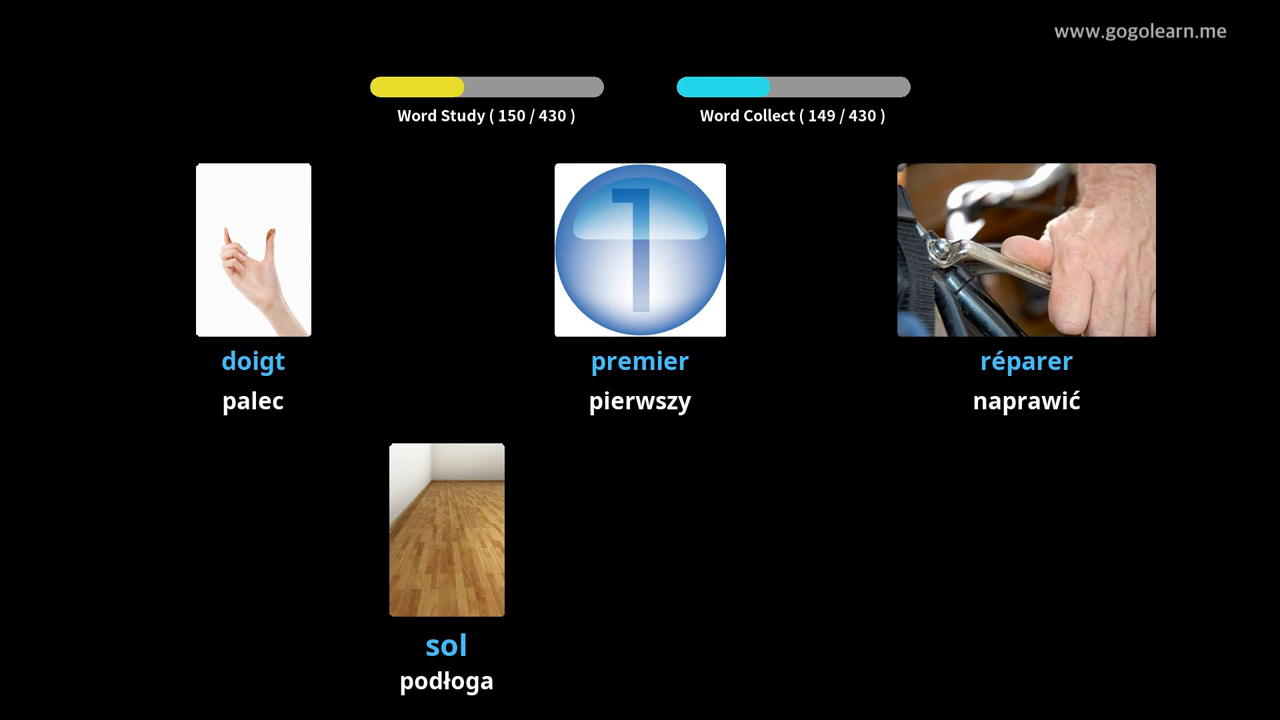 www.gogolearn.me
Word Study ( 150 / 430 )
Word Collect ( 149 / 430 )
1
doigt
premier
réparer
palec
pierwszy
naprawić
sol
podłoga